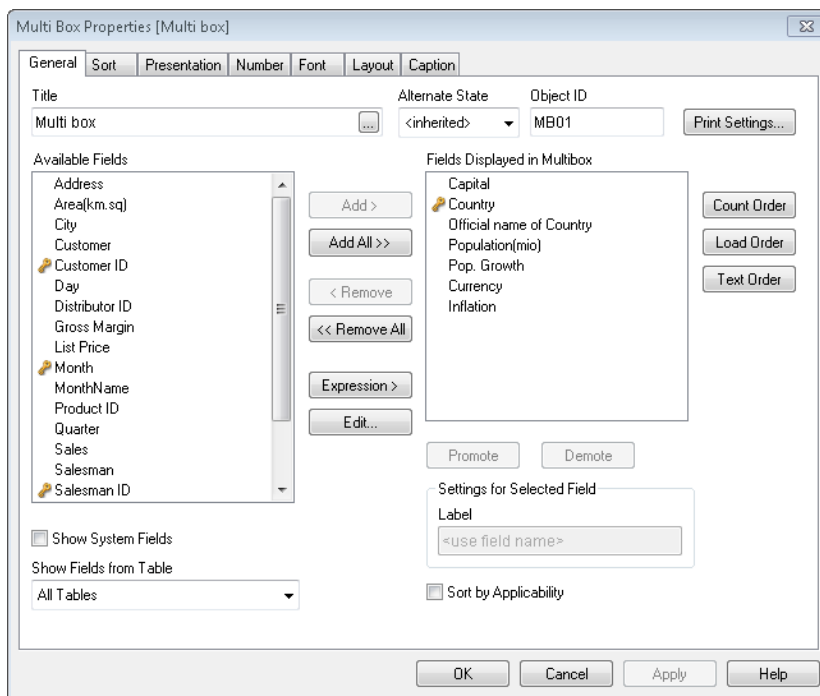 Multi Box Properties [Multi box]
General Sort Presentation Number Font Layout Caption
Title Alternate State Object ID
Multi box ... <inherited> MB01 Print Settings...
Available Fields
Address
Area(km.sq)
City
Customer
Customer ID
Day
Distributor ID
Gross Margin
List Price
Month
MonthName
Product ID
Quarter
Sales
Salesman
Salesman ID
Add >
Add All >>
< Remove
<< Remove All
Expression >
Edit...
Fields Displayed in Multibox
Capital
Country
Official name of Country
Population(mio)
Pop. Growth
Currency
Inflation
Count Order
Load Order
Text Order
Promote Demote
Settings for Selected Field
Label
<use field name>
Show System Fields
Show Fields from Table
All Tables
Sort by Applicability
OK Cancel Apply Help